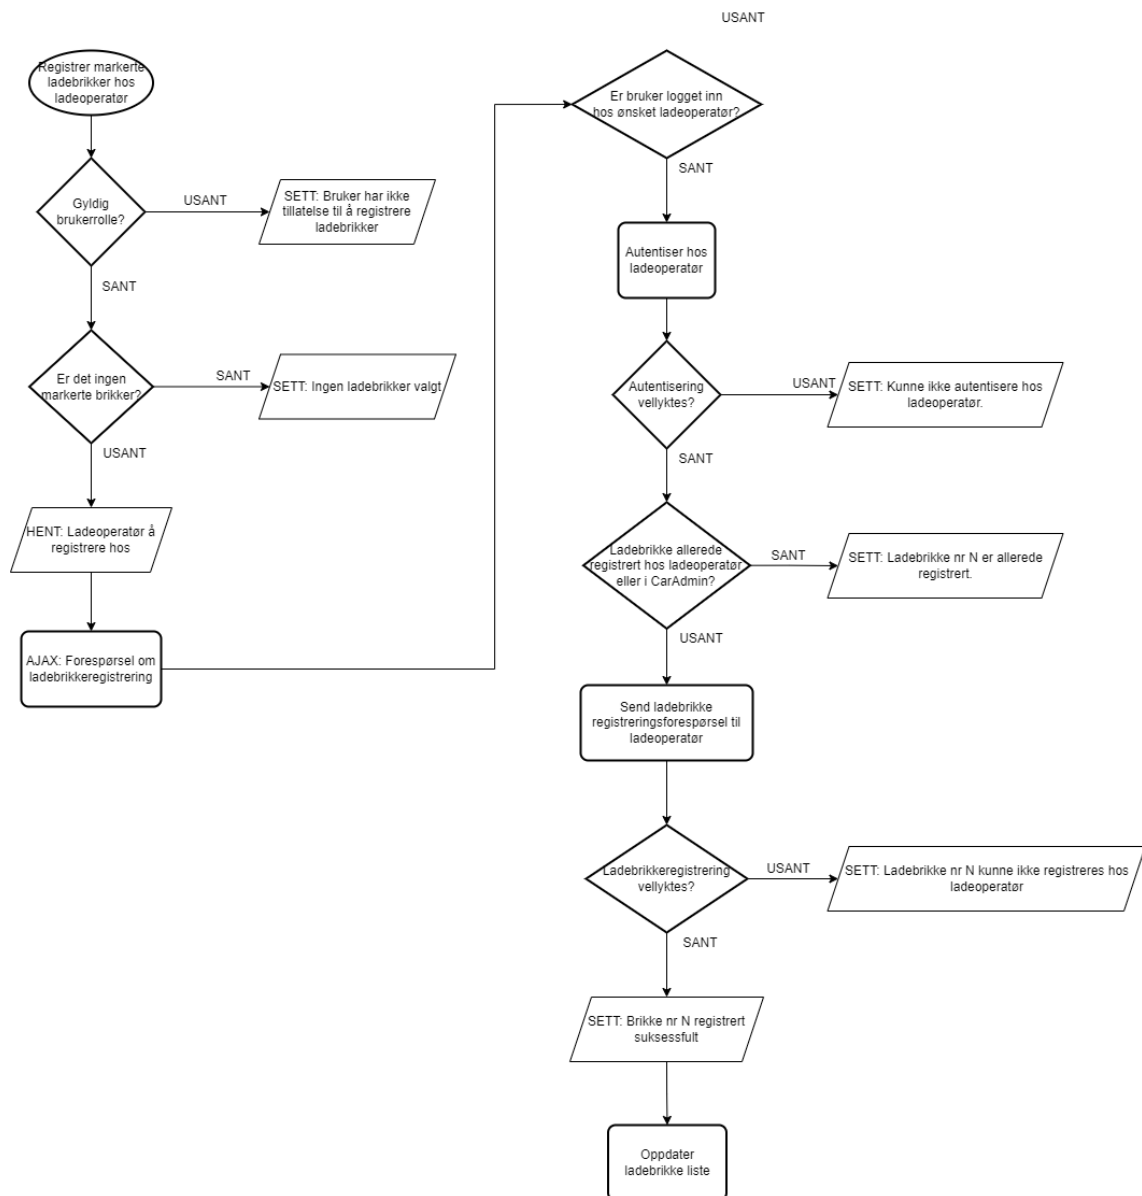 USANT
Registrer markerte
ladebrikker hos
ladeoperatør
Gyldig
brukerrolle?
USANT
SETT: Bruker har ikke
tillatelse til å registrere
ladebrikker
SANT
Er det ingen
markerte brikker?
SANT
SETT: Ingen ladebrikker valgt
USANT
HENT: Ladeoperatør å
registrere hos
AJAX: Forespørsel om
ladebrikkeregistrering
Er bruker logget inn
hos ønsket ladeoperatør?
SANT
Autentiser hos
ladeoperatør
Autentisering
vellyktes?
USANT
SETT: Kunne ikke autentisere hos
ladeoperatør.
SANT
Ladebrikke allerede
registrert hos ladeoperatør
eller i CarAdmin?
SANT
SETT: Ladebrikke nr N er allerede
registrert.
USANT
Send ladebrikke
registreringsforespørsel til
ladeoperatør
Ladebrikkeregistrering
vellyktes?
USANT
SETT: Ladebrikke nr N kunne ikke registreres hos
ladeoperatør
SANT
SETT: Brikke nr N registrert
suksessfult
Oppdater
ladebrikke liste